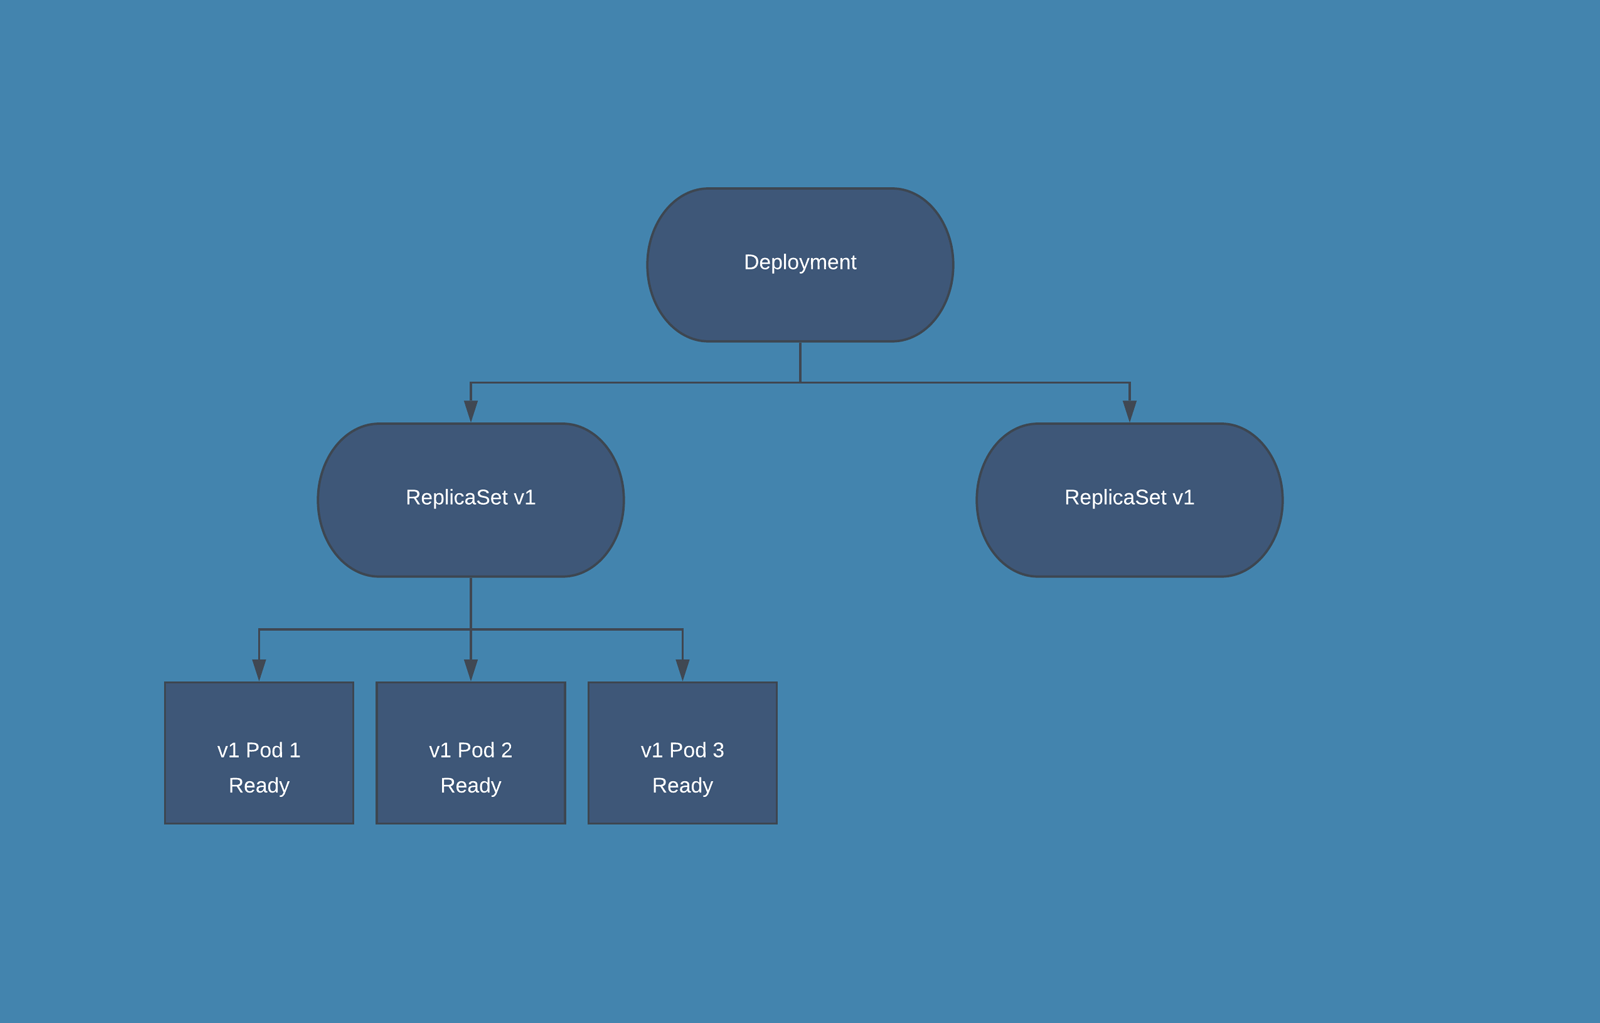 Deployment
ReplicaSet v1
ReplicaSet v1
v1 Pod 1
Ready
v1 Pod 2
Ready
v1 Pod 3
Ready